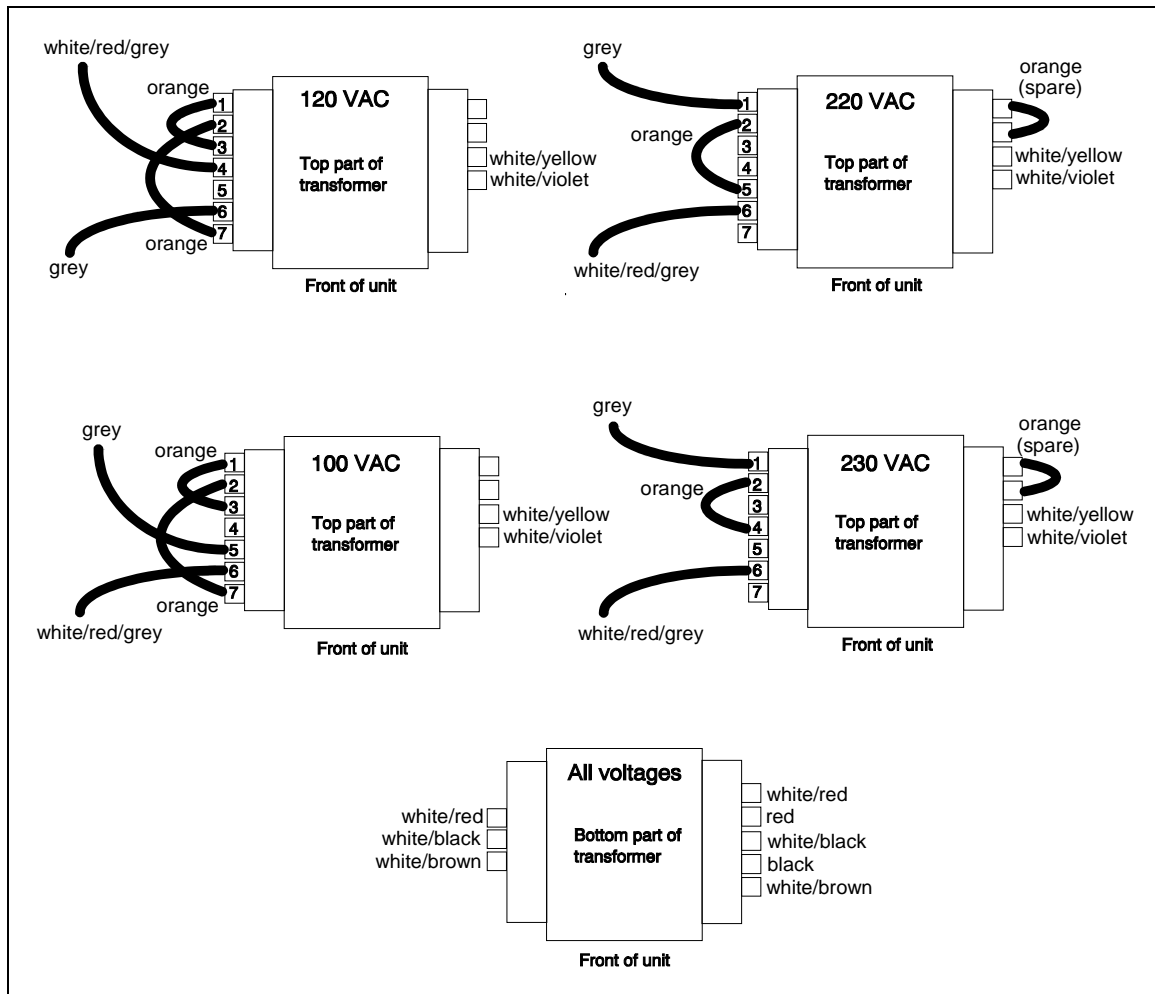 white/red/grey
orange
1
2
3
4
5
6
7
orange
grey
120 VAC
Top part of
transformer
white/yellow
white/violet
Front of unit
grey
orange
1
2
3
4
5
6
7
white/red/grey
220 VAC
Top part of
transformer
orange
(spare)
white/yellow
white/violet
Front of unit
grey
orange
1
2
3
4
5
6
7
orange
white/red/grey
100 VAC
Top part of
transformer
white/yellow
white/violet
Front of unit
grey
orange
1
2
3
4
5
6
7
white/red/grey
230 VAC
Top part of
transformer
orange
(spare)
white/yellow
white/violet
Front of unit
white/red
white/black
white/brown
All voltages
Bottom part of
transformer
white/red
red
white/black
black
white/brown
Front of unit